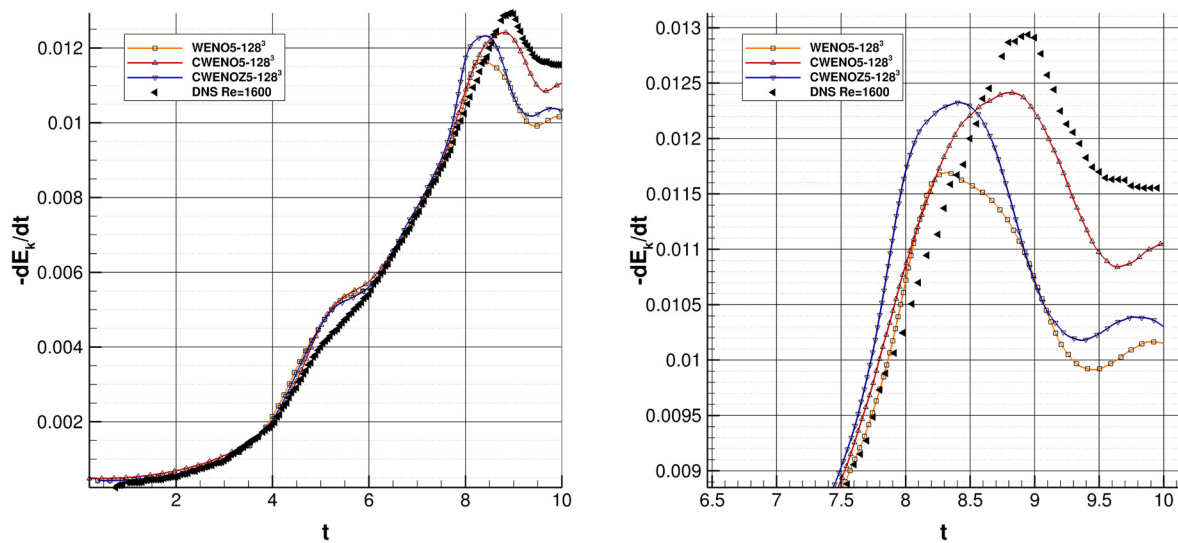 0.012
0.01
0.008
0.006
0.004
0.002
-dE_k/dt
2
4
6
8
10
t
WENO5-128³
CWENO5-128³
CWENOZ5-128³
DNS Re=1600
0.013
0.0125
0.012
0.0115
0.011
0.0105
0.01
0.0095
0.009
-dE_k/dt
6.5
7
7.5
8
8.5
9
9.5
10
t
WENO5-128³
CWENO5-128³
CWENOZ5-128³
DNS Re=1600